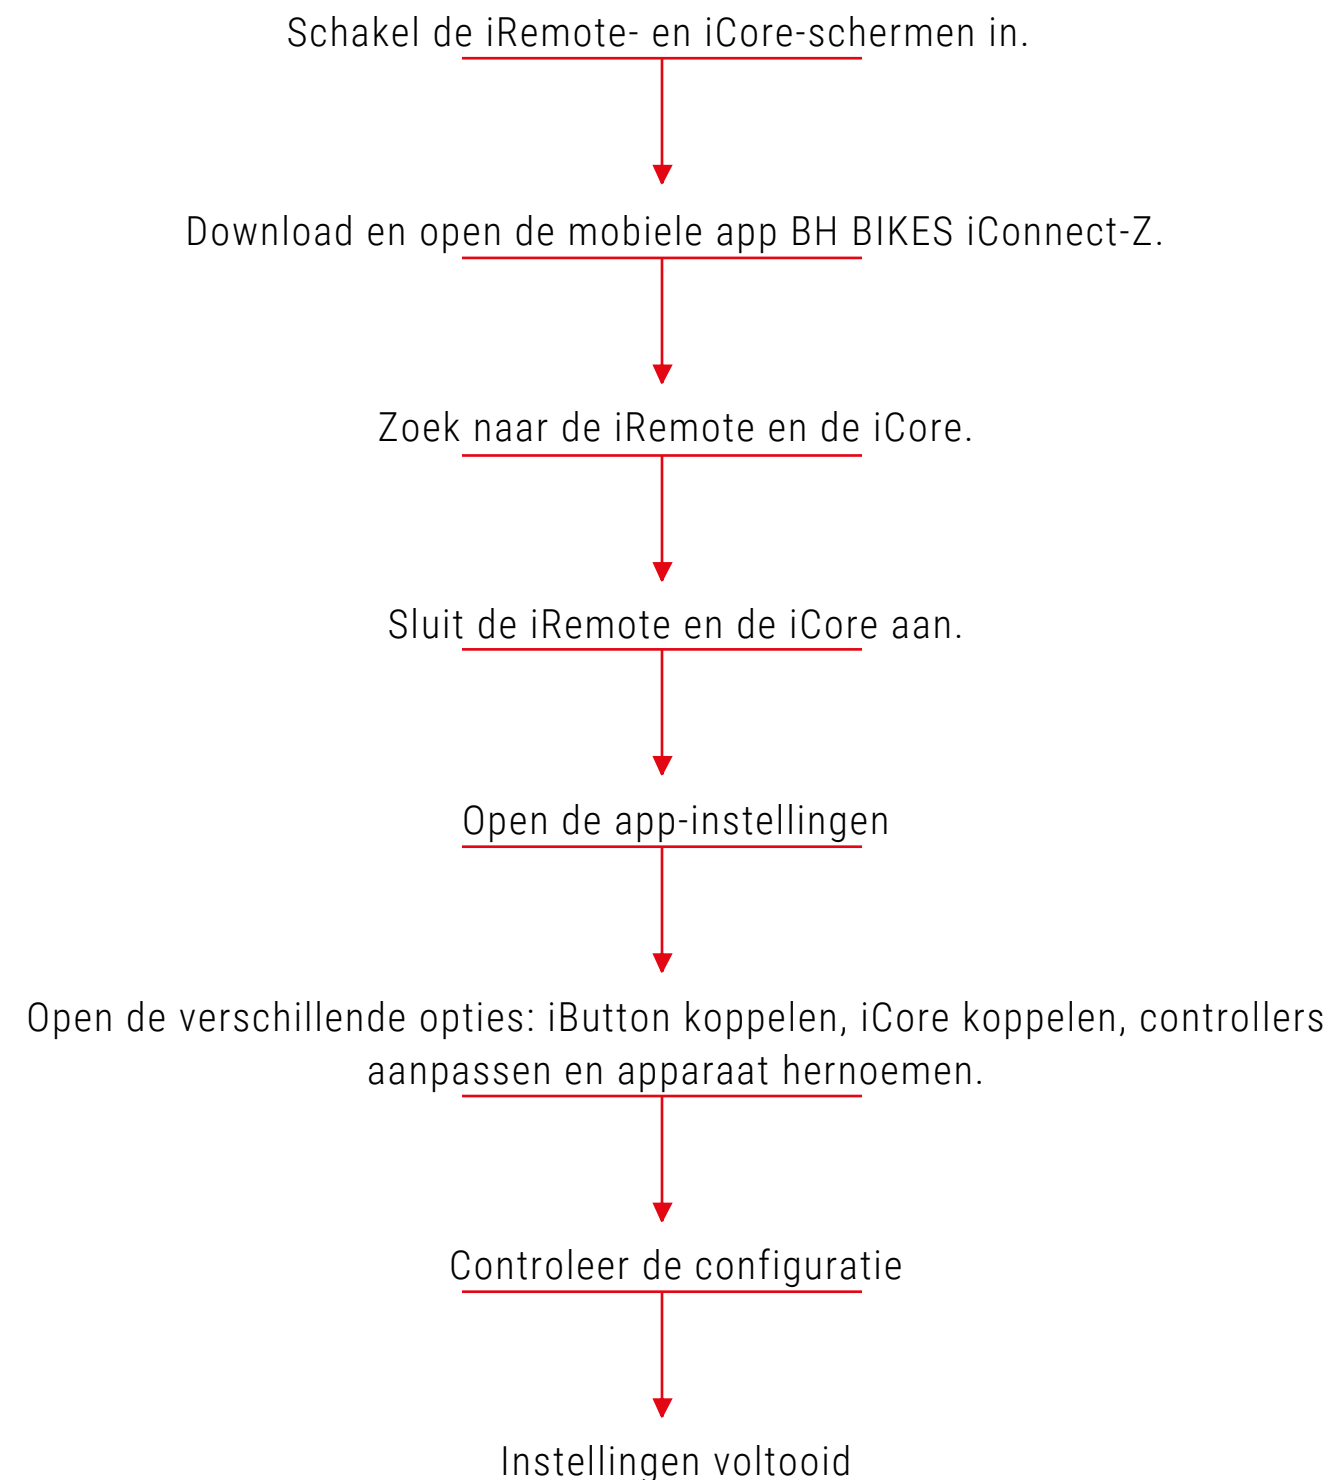 Schakel de iRemote- en iCore-schermen in.
Download en open de mobiele app BH BIKES iConnect-Z.
Zoek naar de iRemote en de iCore.
Sluit de iRemote en de iCore aan.
Open de app-instellingen
Open de verschillende opties: iButton koppelen, iCore koppelen, controllers
aanpassen en apparaat hernoemen.
Controleer de configuratie
Instellingen voltooid